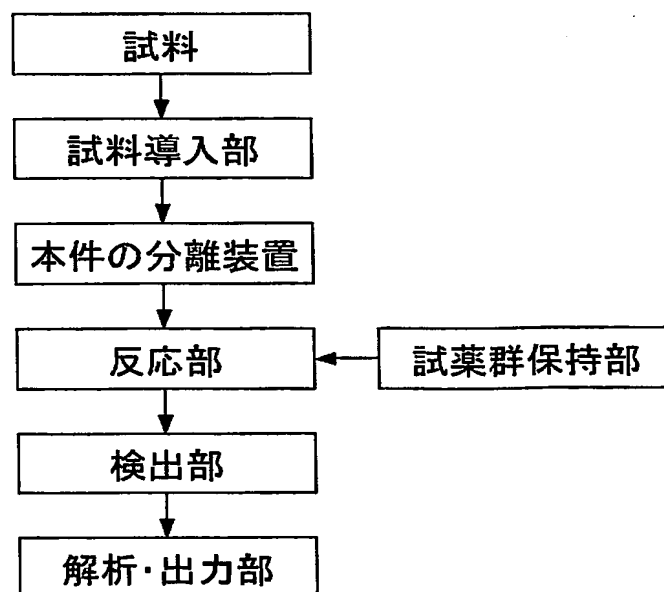 試料
試料導入部
本件の分離装置
反応部
試薬群保持部
検出部
解析・出力部